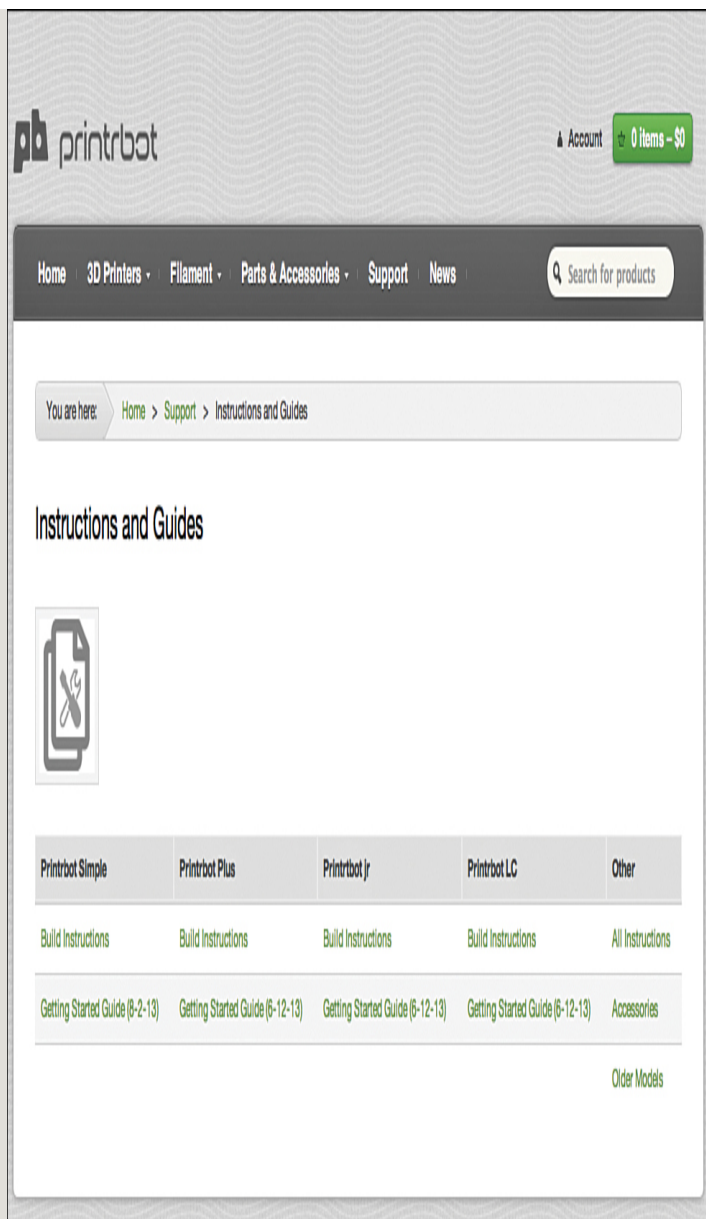 pb printrbot
Account 0 items – $0
Home 3D Printers Filament Parts & Accessories Support News Search for products
You are here: Home > Support > Instructions and Guides
Instructions and Guides
Printrbot Simple Printrbot Plus Printrtbot jr Printrbot LC Other
Build Instructions Build Instructions Build Instructions Build Instructions All Instructions
Getting Started Guide (8-2-13) Getting Started Guide (6-12-13) Getting Started Guide (6-12-13) Getting Started Guide (6-12-13) Accessories
Older Models